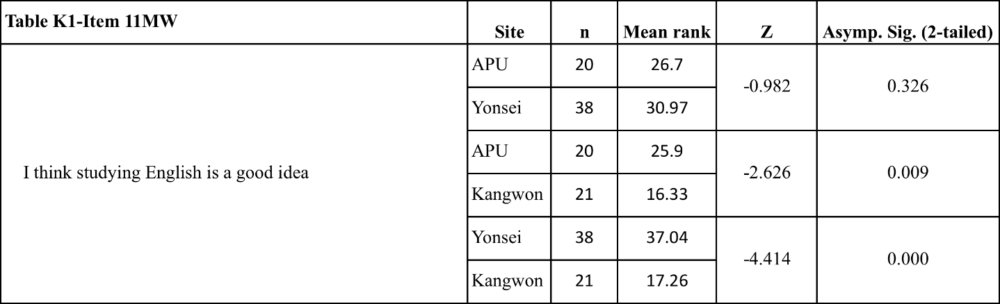 Table K1-Item 11MW
Site n Mean rank Z Asymp. Sig. (2-tailed)
I think studying English is a good idea
APU 20 26.7
-0.982 0.326
Yonsei 38 30.97
APU 20 25.9
-2.626 0.009
Kangwon 21 16.33
Yonsei 38 37.04
-4.414 0.000
Kangwon 21 17.26